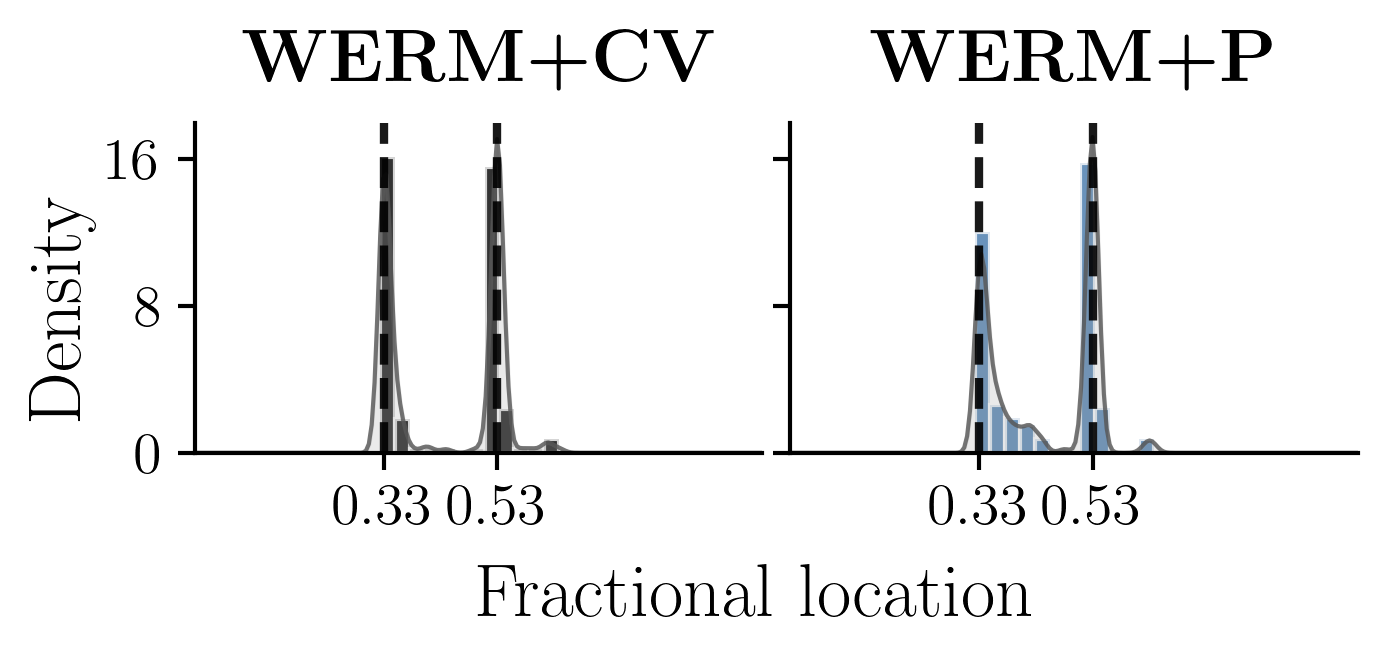 WERM+CV WERM+P
Density
16
8
0
0.33 0.53 0.33 0.53
Fractional location